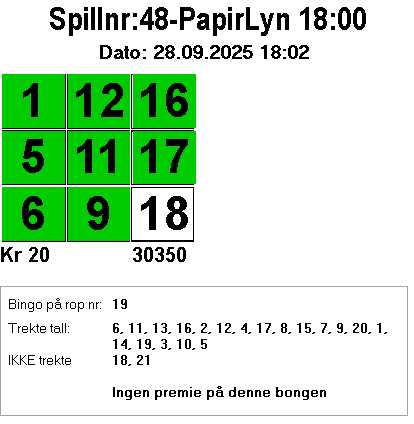 Spillnr:48-PapirLyn 18:00
Dato: 28.09.2025 18:02
1 12 16
5 11 17
6 9 18
Kr 20 30350
Bingo på rop nr: 19
Trekte tall: 6, 11, 13, 16, 2, 12, 4, 17, 8, 15, 7, 9, 20, 1,
14, 19, 3, 10, 5
IKKE trekte 18, 21
Ingen premie på denne bongen